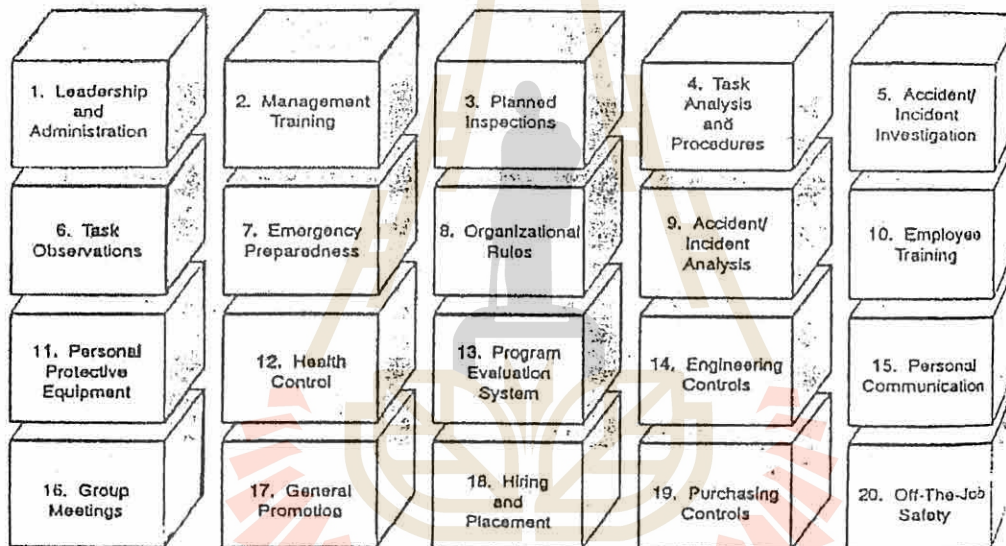 1. Leadership
and
Administration
2. Management
Training
3. Planned
Inspections
4. Task
Analysis
and
Procedures
5. Accident/
Incident
Investigation
6. Task
Observations
7. Emergency
Preparedness
8. Organizational
Rules
9. Accident/
Incident
Analysis
10. Employee
Training
11. Personal
Protective
Equipment
12. Health
Control
13. Program
Evaluation
System
14. Engineering
Controls
15. Personal
Communication
16. Group
Meetings
17. General
Promotion
18. Hiring
and
Placement
19. Purchasing
Controls
20. Off-The-Job
Safety